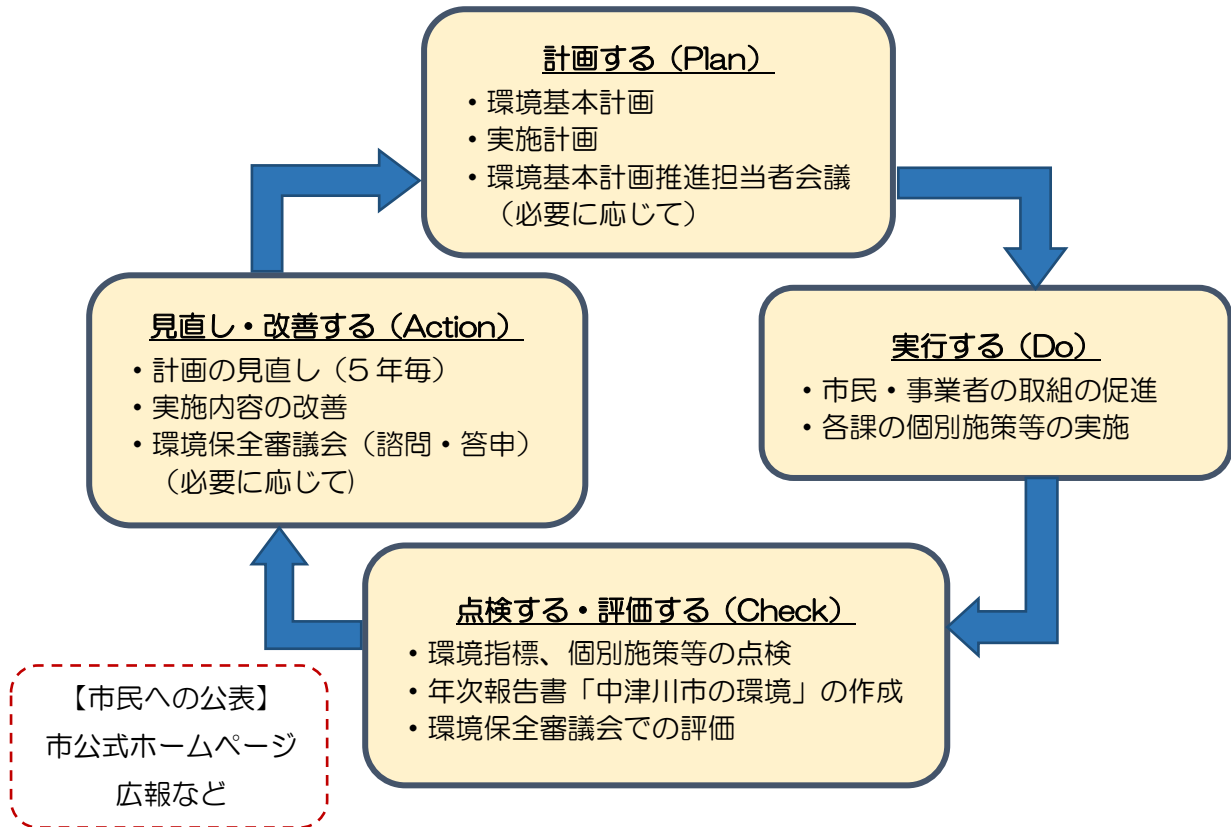 計画する（Plan）
・環境基本計画
・実施計画
・環境基本計画推進担当者会議
（必要に応じて）
実行する（Do）
・市民・事業者の取組の促進
・各課の個別施策等の実施
点検する・評価する（Check）
・環境指標、個別施策等の点検
・年次報告書「中津川市の環境」の作成
・環境保全審議会での評価
見直し・改善する（Action）
・計画の見直し（5年毎）
・実施内容の改善
・環境保全審議会（諮問・答申）
（必要に応じて)
【市民への公表】
市公式ホームページ
広報など